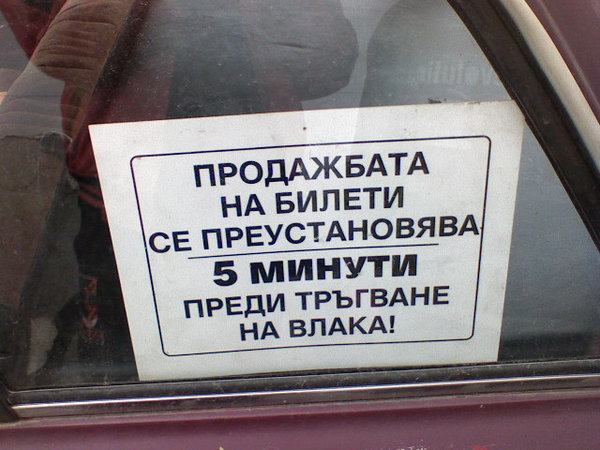 ПРОДАЖБАТА
НА БИЛЕТИ
СЕ ПРЕУСТАНОВЯВА
5 МИНУТИ
ПРЕДИ ТРЪГВАНЕ
НА ВЛАКА!